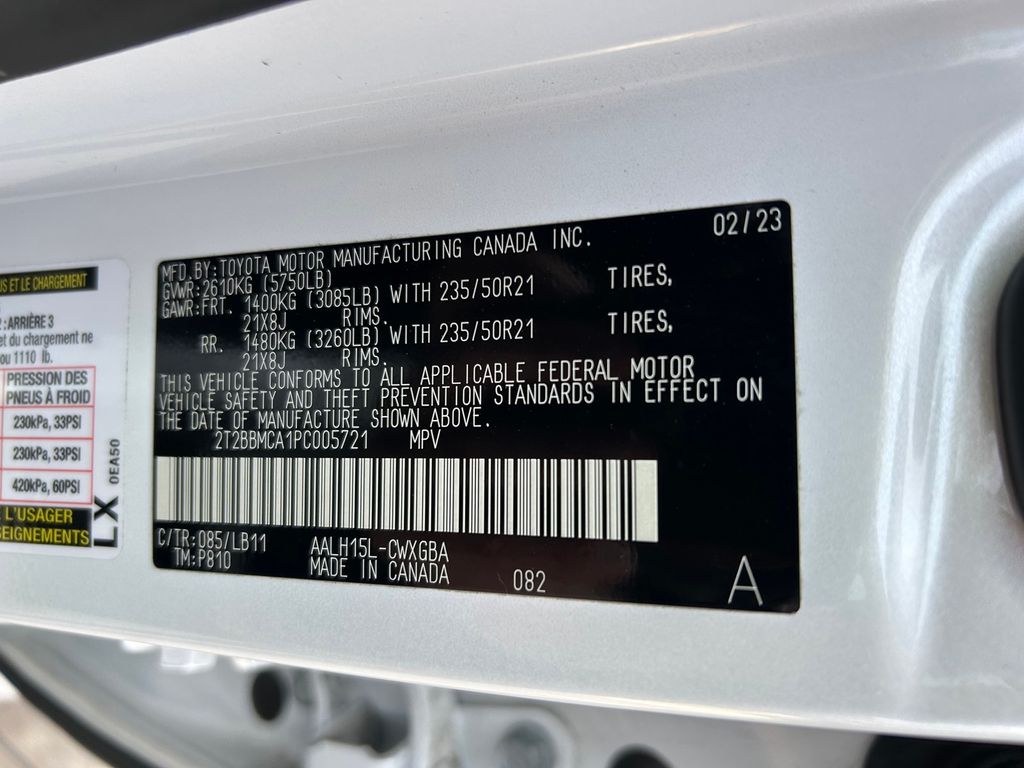 02/23
MFD.BY:TOYOTA MOTOR MANUFACTURING CANADA INC.
GVWR:2610KG (5750LB)
GAWR:FRT. 1400KG (3085LB) WITH 235/50R21 TIRES,
21X8J RIMS.
RR. 1480KG (3260LB) WITH 235/50R21 TIRES,
21X8J RIMS.
THIS VEHICLE CONFORMS TO ALL APPLICABLE FEDERAL MOTOR
VEHICLE SAFETY AND THEFT PREVENTION STANDARDS IN EFFECT ON
THE DATE OF MANUFACTURE SHOWN ABOVE.
2T2BBMCA1PC005721 MPV
C/TR:085/LB11 AALH15L-CWXGBA
TM:P810 MADE IN CANADA 082
A
ET LE CHARGEMENT
:ARRIÈRE 3
et du chargement ne
ou 1110 lb.
PRESSION DES
PNEUS À FROID
230kPa, 33PSI
230kPa, 33PSI
420kPa, 60PSI
L'USAGER
LX 0EA50